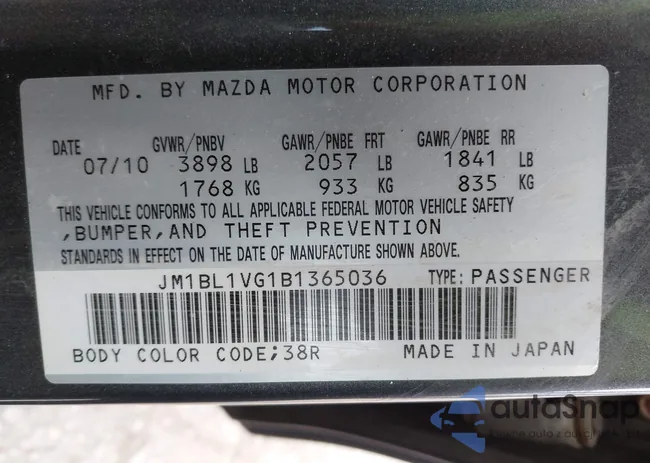 MFD. BY MAZDA MOTOR CORPORATION
DATE GVWR/PNBV GAWR/PNBE FRT GAWR/PNBE RR
07/10 3898 LB 2057 LB 1841 LB
1768 KG 933 KG 835 KG
THIS VEHICLE CONFORMS TO ALL APPLICABLE FEDERAL MOTOR VEHICLE SAFETY
,BUMPER,AND THEFT PREVENTION
STANDARDS IN EFFECT ON THE DATE OF MANUFACTURE SHOWN ABOVE.
JM1BL1VG1B1365036 TYPE: PASSENGER
BODY COLOR CODE;38R MADE IN JAPAN
autaSnap
auta z